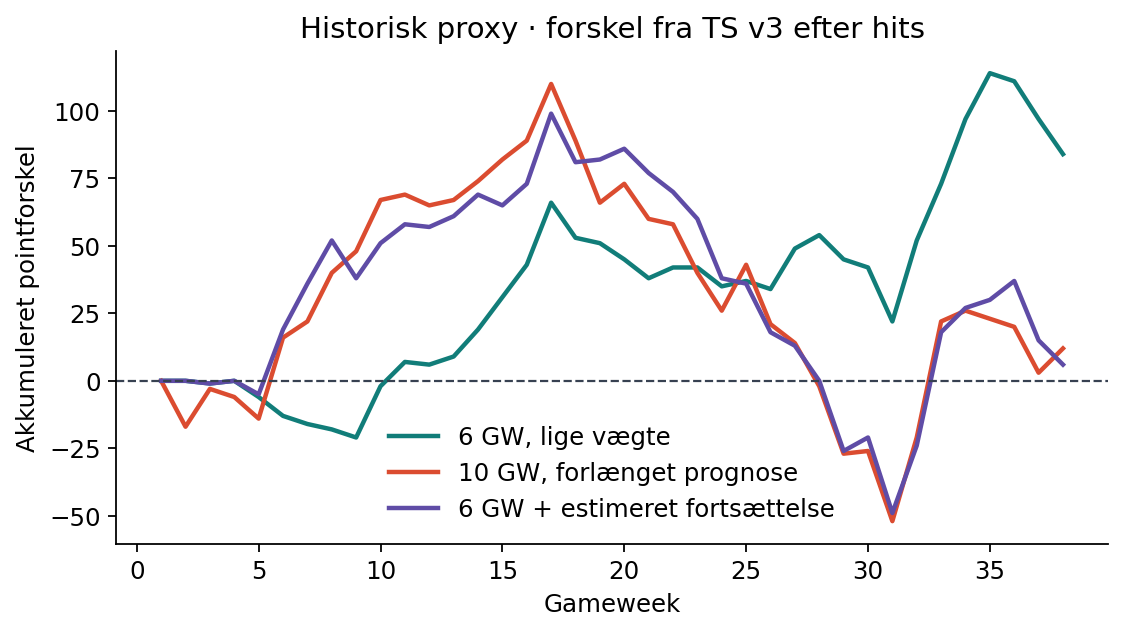 Historisk proxy · forskel fra TS v3 efter hits
Akkumuleret pointforskel
100
75
50
25
0
−25
−50
6 GW, lige vægte
10 GW, forlænget prognose
6 GW + estimeret fortsættelse
0 5 10 15 20 25 30 35
Gameweek